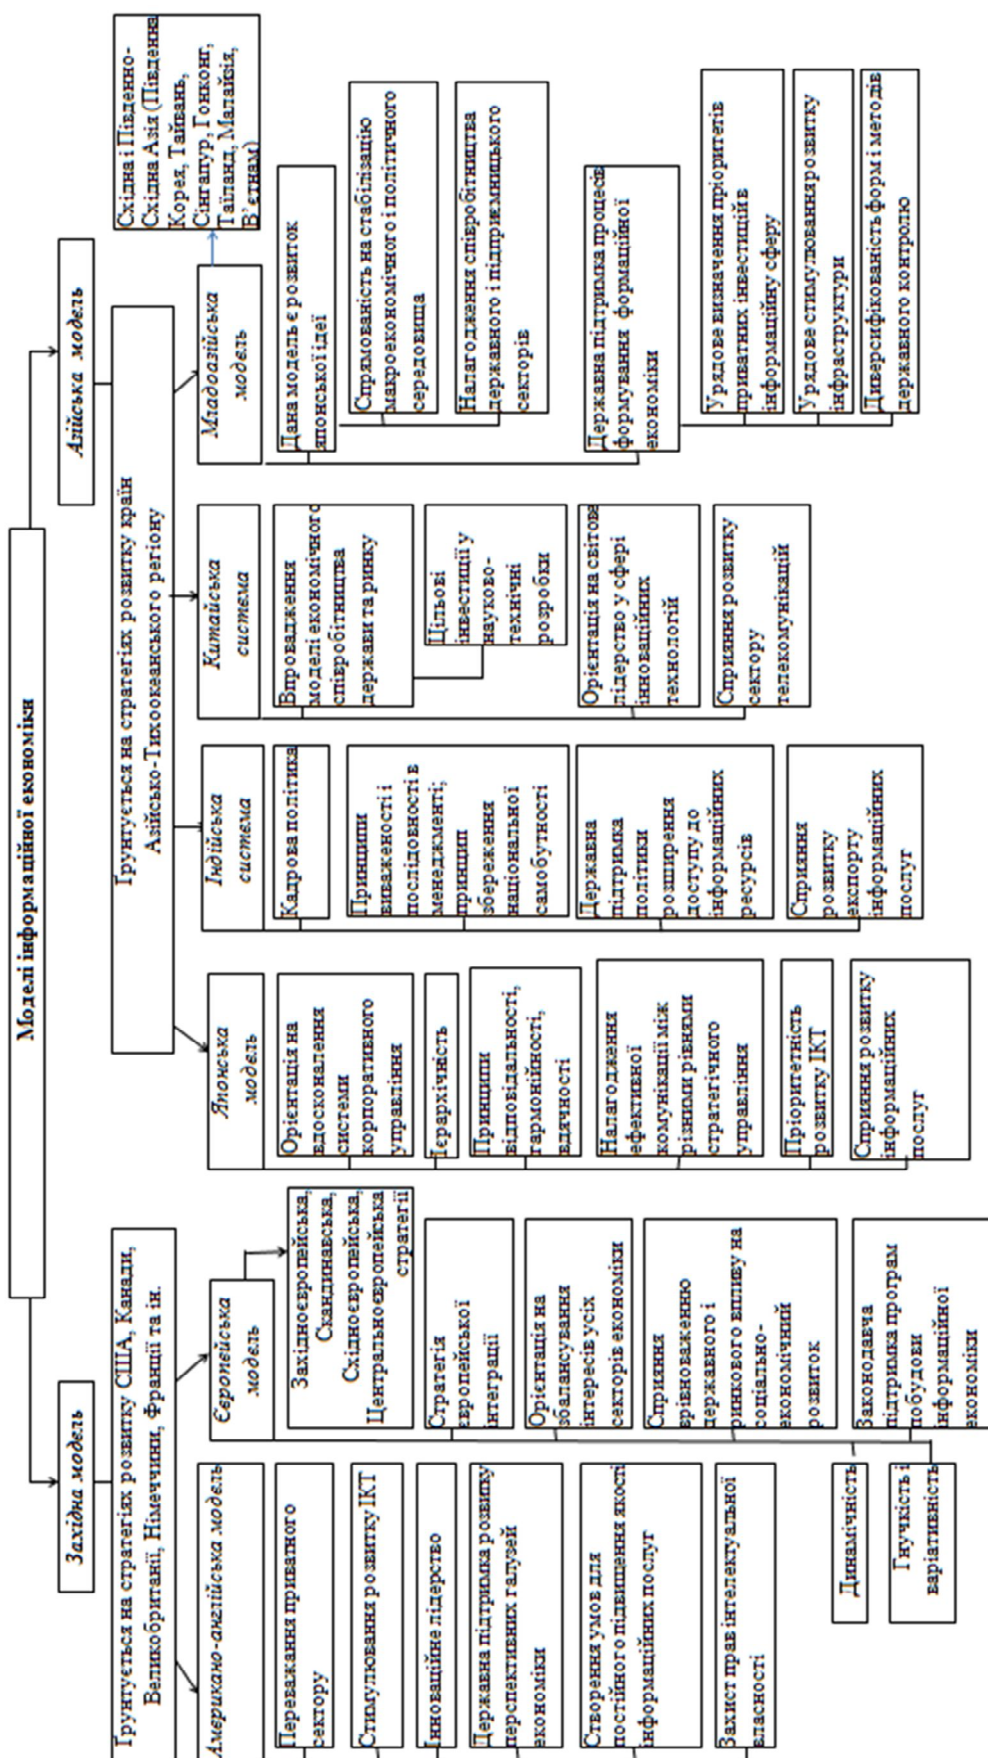 Моделі інформаційної економіки
Західна модель
Ґрунтується на стратегіях розвитку США, Канади,
Великобританії, Німеччини, Франції та ін.
Американо-англійська модель
Переважання приватного
сектору
Стимулювання розвитку ІКТ
Інноваційне лідерство
Державна підтримка розвитку
перспективних галузей
економіки
Створення умов для
постійного підвищення якості
інформаційних послуг
Захист прав інтелектуальної
власності
Європейська
модель
Західноєвропейська,
Скандинавська,
Східноєвропейська,
Центральноєвропейська
стратегії
Стратегія
європейської
інтеграції
Орієнтація на
збалансування
інтересів усіх
секторів економіки
Сприяння
врівноваженню
державного і
ринкового впливу на
соціально-
економічний
розвиток
Законодавча
підтримка програм
побудови
інформаційної
економіки
Динамічність
Гнучкість і
варіативність
Азійська модель
Ґрунтується на стратегіях розвитку країн
Азійсько-Тихоокеанського регіону
Японська
модель
Орієнтація на
вдосконалення
системи
корпоративного
управління
Ієрархічність
Принципи
відповідальності,
гармонійності,
вдячності
Налагодження
ефективної
комунікації між
різними рівнями
стратегічного
управління
Пріоритетність
розвитку ІКТ
Сприяння розвитку
інформаційних
послуг
Індійська
система
Кадрова політика
Принципи
виваженості і
послідовності в
менеджменті;
принцип
збереження
національної
самобутності
Державна
підтримка
політики
розширення
доступу до
інформаційних
ресурсів
Сприяння
розвитку
експорту
інформаційних
послуг
Китайська
система
Впровадження
моделі економічного
співробітництва
держави та ринку
Цільові
інвестиції у
науково-
технічні
розробки
Орієнтація на світове
лідерство у сфері
інноваційних
технологій
Сприяння розвитку
сектору
телекомунікацій
Младоазійська
модель
Східна і Південно-
Східна Азія (Південна
Корея, Тайвань,
Сінгапур, Гонконг,
Таїланд, Малайзія,
В’єтнам)
Дана модель є розвиток
японської ідеї
Спрямованість на стабілізацію
макроекономічного і політичного
середовища
Налагодження співробітництва
державного і підприємницького
секторів
Державна підтримка процесів
формування формаційної
економіки
Урядове визначення пріоритетів
приватних інвестицій в
інформаційну сферу
Урядове стимулювання розвитку
інфраструктури
Диверсифікованість форм і методів
державного контролю